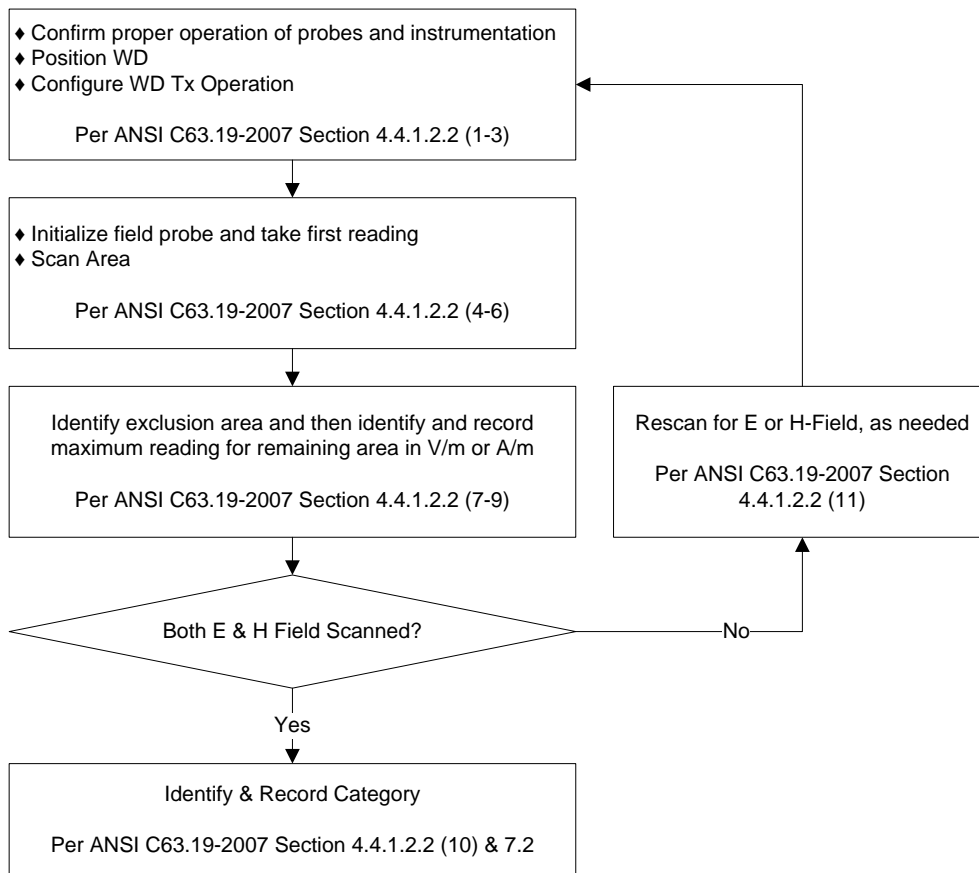 ♦ Confirm proper operation of probes and instrumentation
♦ Position WD
♦ Configure WD Tx Operation
Per ANSI C63.19-2007 Section 4.4.1.2.2 (1-3)
♦ Initialize field probe and take first reading
♦ Scan Area
Per ANSI C63.19-2007 Section 4.4.1.2.2 (4-6)
Identify exclusion area and then identify and record
maximum reading for remaining area in V/m or A/m
Per ANSI C63.19-2007 Section 4.4.1.2.2 (7-9)
Rescan for E or H-Field, as needed
Per ANSI C63.19-2007 Section
4.4.1.2.2 (11)
Both E & H Field Scanned?
No
Yes
Identify & Record Category
Per ANSI C63.19-2007 Section 4.4.1.2.2 (10) & 7.2